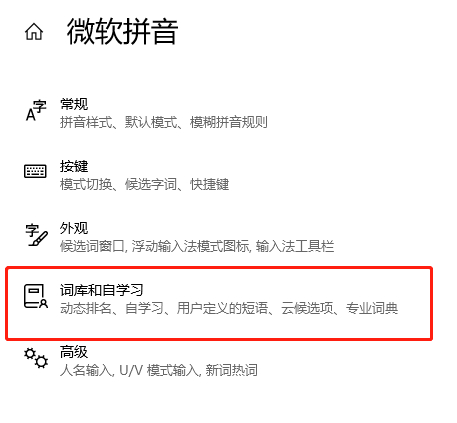 微软拼音
常规
拼音样式、默认模式、模糊拼音规则
按键
模式切换、候选字词、快捷键
外观
候选词窗口, 浮动输入法模式图标, 输入法工具栏
词库和自学习
动态排名、自学习、用户定义的短语、云候选项、专业词典
高级
人名输入, U/V 模式输入, 新词热词